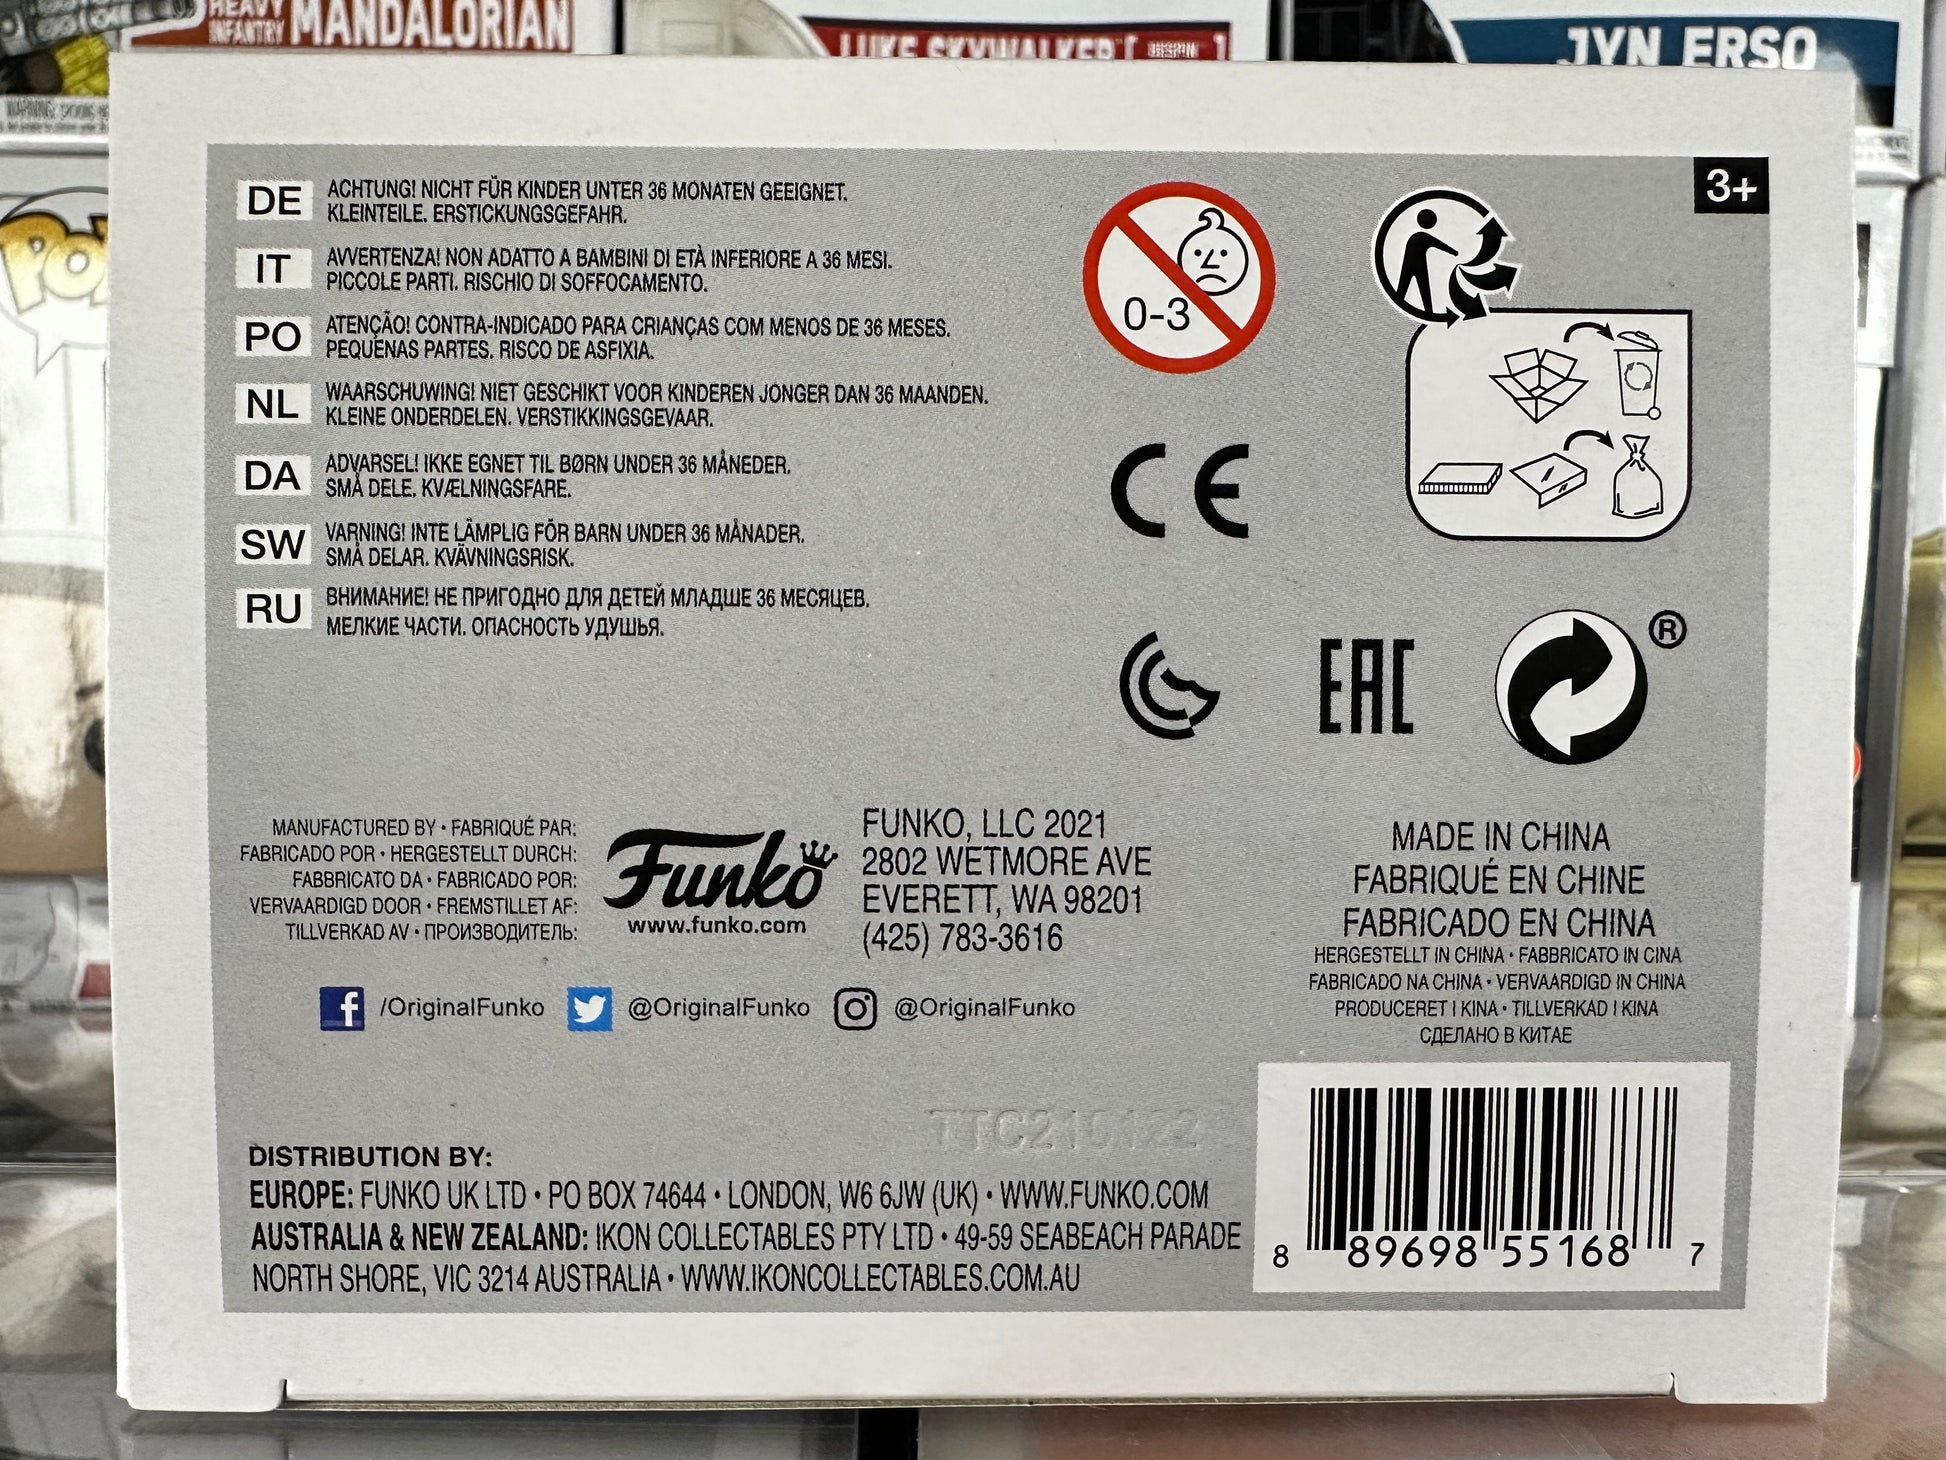 HEAVY
INFANTRY
MANDALORIAN
LUKE SKYWALKER
JYN ERSO
3+
DE ACHTUNG! NICHT FÜR KINDER UNTER 36 MONATEN GEEIGNET.
KLEINTEILE. ERSTICKUNGSGEFAHR.
IT AVVERTENZA! NON ADATTO A BAMBINI DI ETÀ INFERIORE A 36 MESI.
PICCOLE PARTI. RISCHIO DI SOFFOCAMENTO.
PO ATENÇÃO! CONTRA-INDICADO PARA CRIANÇAS COM MENOS DE 36 MESES.
PEQUENAS PARTES. RISCO DE ASFIXIA.
NL WAARSCHUWING! NIET GESCHIKT VOOR KINDEREN JONGER DAN 36 MAANDEN.
KLEINE ONDERDELEN. VERSTIKKINGSGEVAAR.
DA ADVARSEL! IKKE EGNET TIL BØRN UNDER 36 MÅNEDER.
SMÅ DELE. KVÆLNINGSFARE.
SW VARNING! INTE LÄMPLIG FÖR BARN UNDER 36 MÅNADER.
SMÅ DELAR. KVÄVNINGSRISK.
RU ВНИМАНИЕ! НЕ ПРИГОДНО ДЛЯ ДЕТЕЙ МЛАДШЕ 36 МЕСЯЦЕВ.
МЕЛКИЕ ЧАСТИ. ОПАСНОСТЬ УДУШЬЯ.
0-3
CE
EAC
®
MANUFACTURED BY • FABRIQUÉ PAR:
FABRICADO POR • HERGESTELLT DURCH:
FABBRICATO DA • FABRICADO POR:
VERVAARDIGD DOOR • FREMSTILLET AF:
TILLVERKAD AV • ПРОИЗВОДИТЕЛЬ:
Funko
www.funko.com
FUNKO, LLC 2021
2802 WETMORE AVE
EVERETT, WA 98201
(425) 783-3616
MADE IN CHINA
FABRIQUÉ EN CHINE
FABRICADO EN CHINA
HERGESTELLT IN CHINA • FABBRICATO IN CINA
FABRICADO NA CHINA • VERVAARDIGD IN CHINA
PRODUCERET I KINA • TILLVERKAD I KINA
СДЕЛАНО В КИТАЕ
/OriginalFunko @OriginalFunko @OriginalFunko
DISTRIBUTION BY:
EUROPE: FUNKO UK LTD • PO BOX 74644 • LONDON, W6 6JW (UK) • WWW.FUNKO.COM
AUSTRALIA & NEW ZEALAND: IKON COLLECTABLES PTY LTD • 49-59 SEABEACH PARADE
NORTH SHORE, VIC 3214 AUSTRALIA • WWW.IKONCOLLECTABLES.COM.AU
8 89698 55168 7